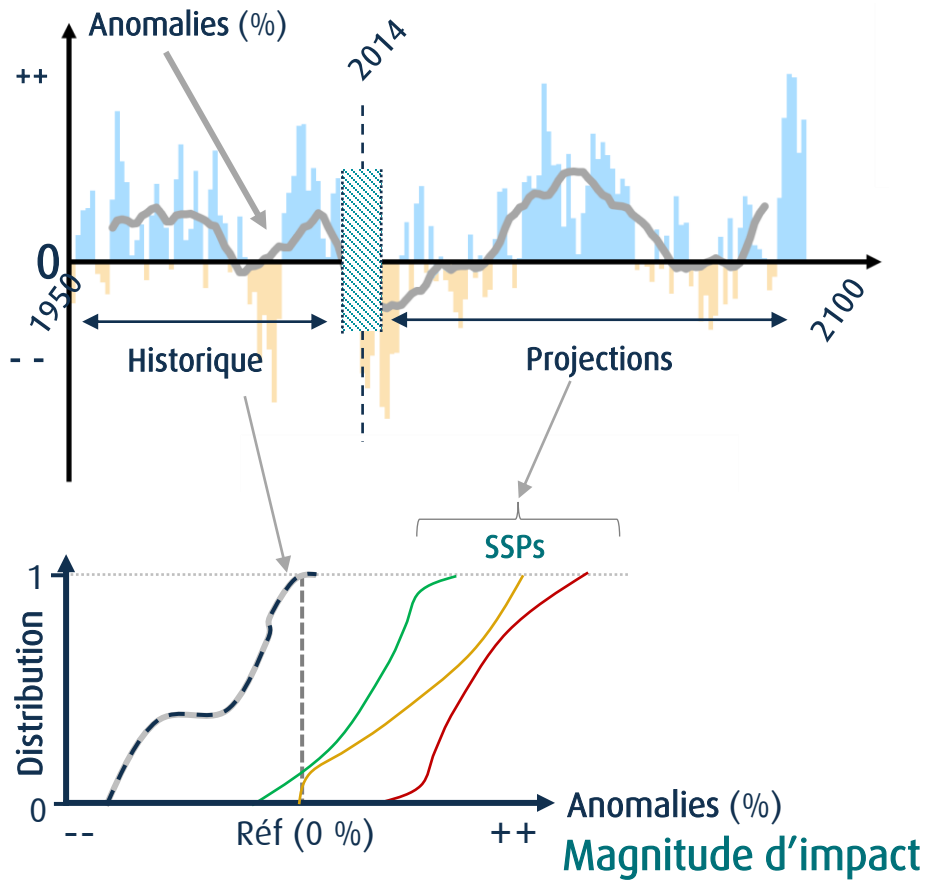 Anomalies (%)
2014
++
0
1950
2100
- -
Historique
Projections
SSPs
1
Distribution
0
--
Réf (0 %)
++
Anomalies (%)
Magnitude d’impact